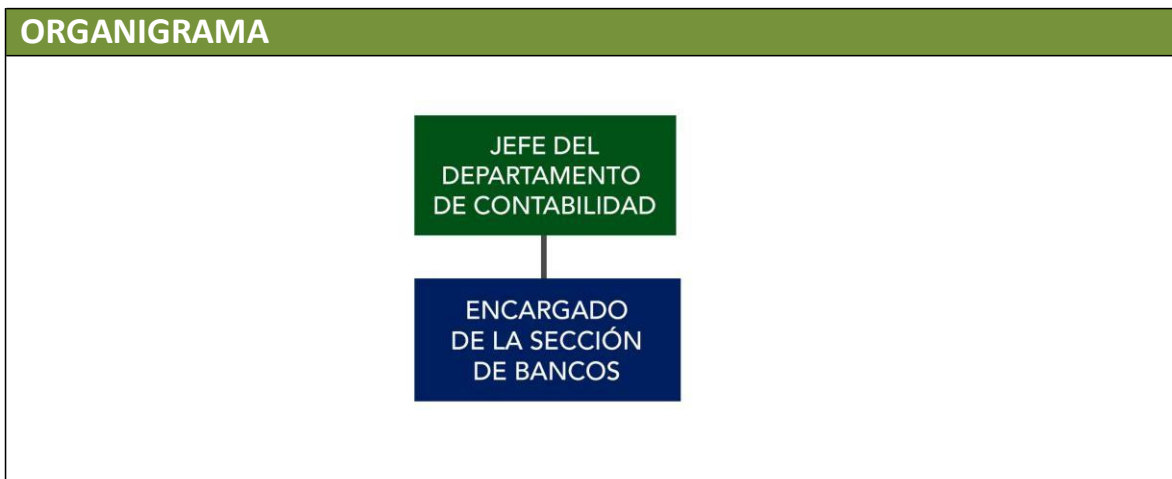 ORGANIGRAMA
JEFE DEL
DEPARTAMENTO
DE CONTABILIDAD
ENCARGADO
DE LA SECCIÓN
DE BANCOS